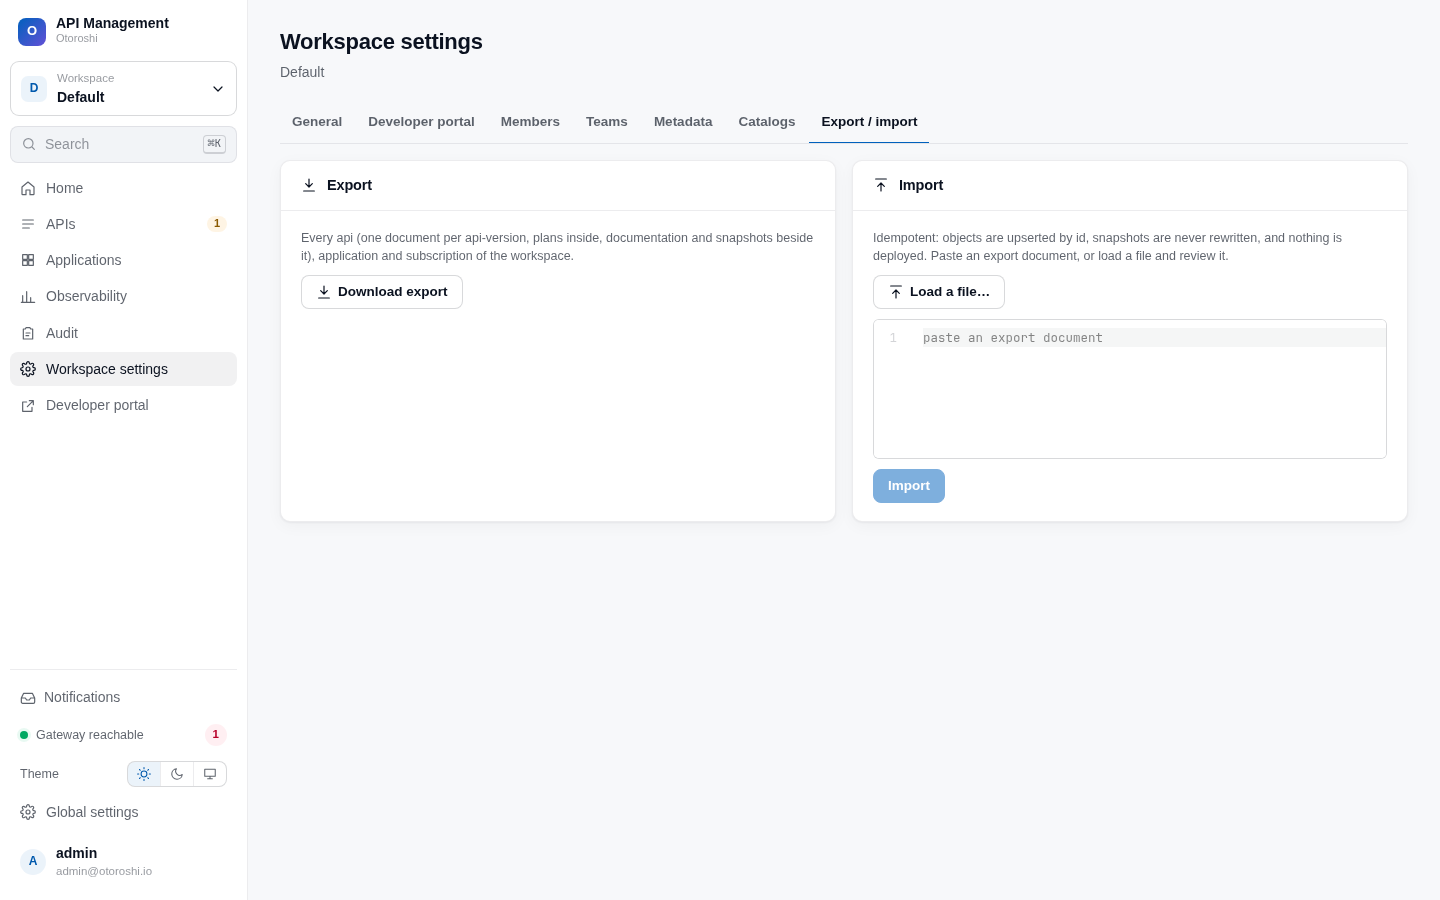 O
API Management
Otoroshi
D
Workspace
Default
Search
⌘K
Home
APIs
1
Applications
Observability
Audit
Workspace settings
Developer portal
Notifications
Gateway reachable
1
Theme
Global settings
A
admin
admin@otoroshi.io
Workspace settings
Default
General
Developer portal
Members
Teams
Metadata
Catalogs
Export / import
Export
Every api (one document per api-version, plans inside, documentation and snapshots beside
it), application and subscription of the workspace.
Download export
Import
Idempotent: objects are upserted by id, snapshots are never rewritten, and nothing is
deployed. Paste an export document, or load a file and review it.
Load a file…
1
paste an export document
Import